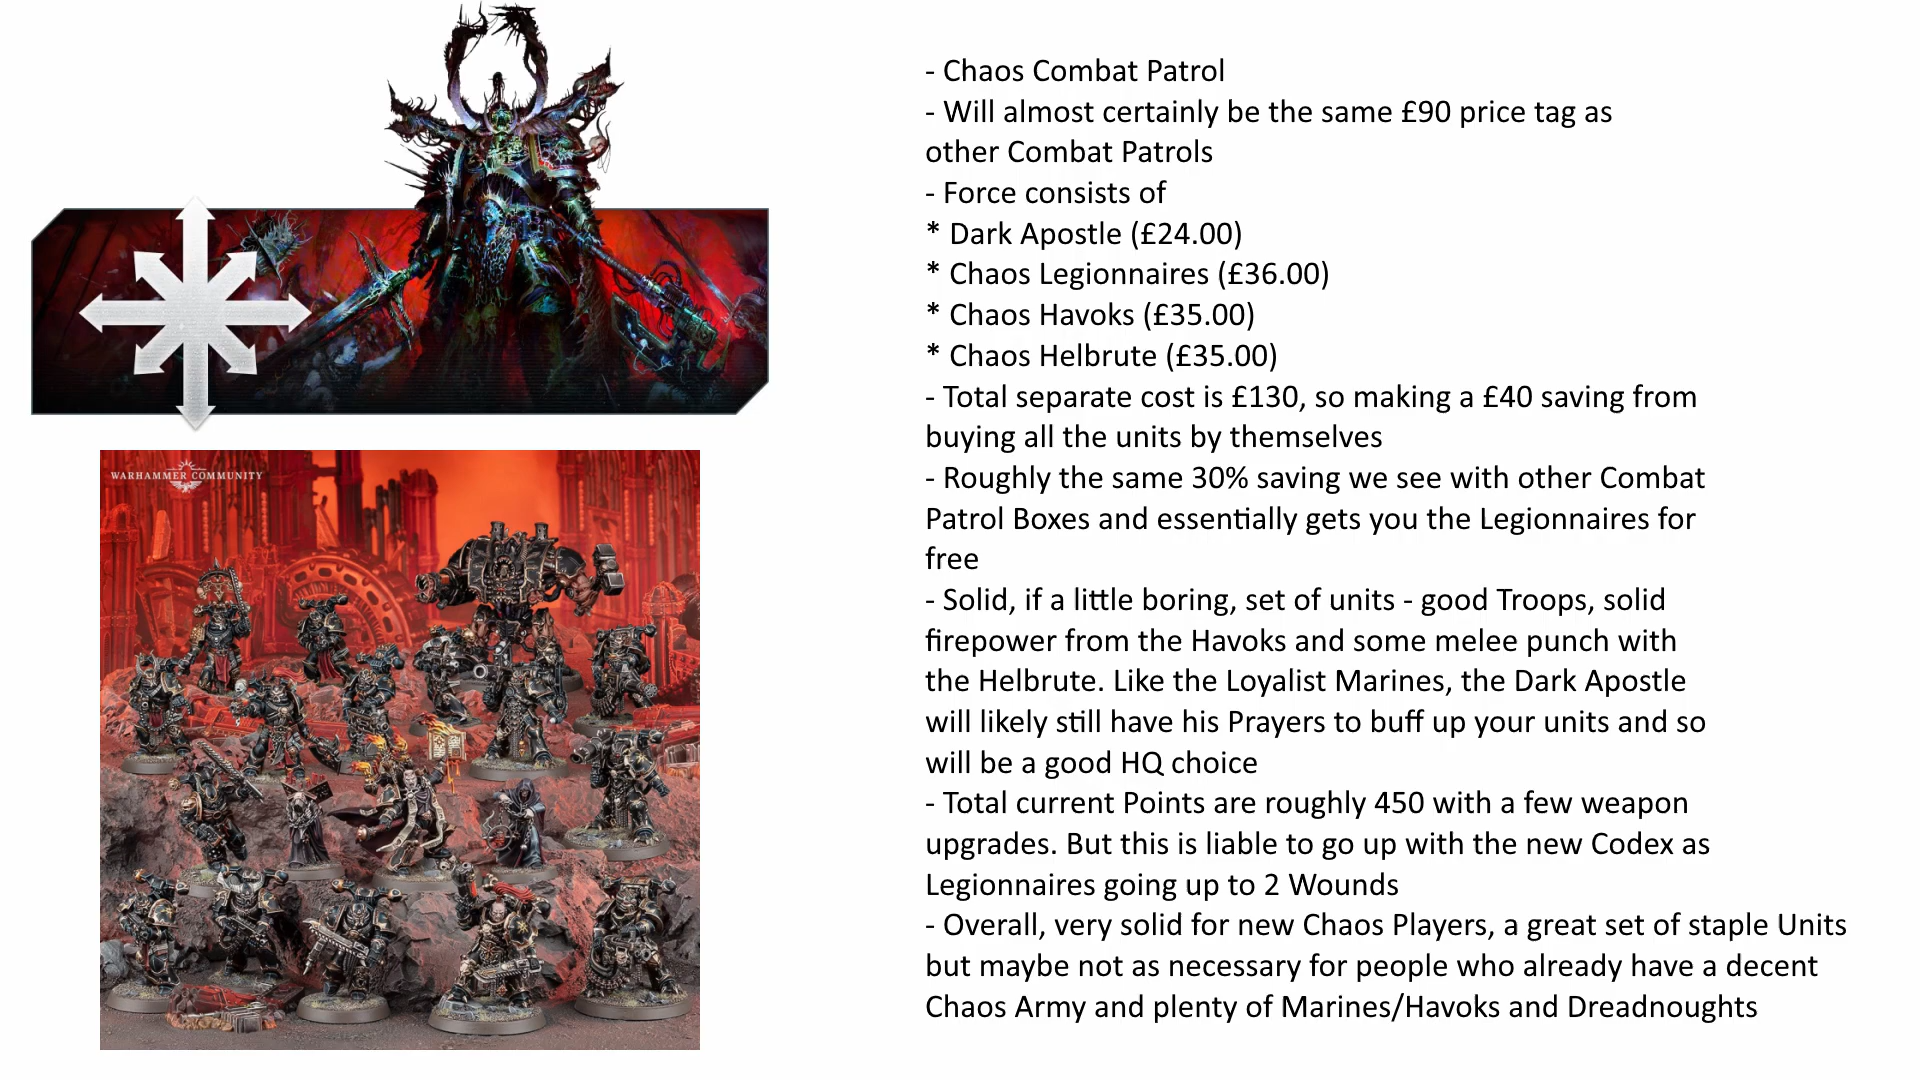 - Chaos Combat Patrol
- Will almost certainly be the same £90 price tag as
other Combat Patrols
- Force consists of
* Dark Apostle (£24.00)
* Chaos Legionnaires (£36.00)
* Chaos Havoks (£35.00)
* Chaos Helbrute (£35.00)
- Total separate cost is £130, so making a £40 saving from
buying all the units by themselves
- Roughly the same 30% saving we see with other Combat
Patrol Boxes and essentially gets you the Legionnaires for
free
- Solid, if a little boring, set of units - good Troops, solid
firepower from the Havoks and some melee punch with
the Helbrute. Like the Loyalist Marines, the Dark Apostle
will likely still have his Prayers to buff up your units and so
will be a good HQ choice
- Total current Points are roughly 450 with a few weapon
upgrades. But this is liable to go up with the new Codex as
Legionnaires going up to 2 Wounds
- Overall, very solid for new Chaos Players, a great set of staple Units
but maybe not as necessary for people who already have a decent
Chaos Army and plenty of Marines/Havoks and Dreadnoughts
WARHAMMER COMMUNITY